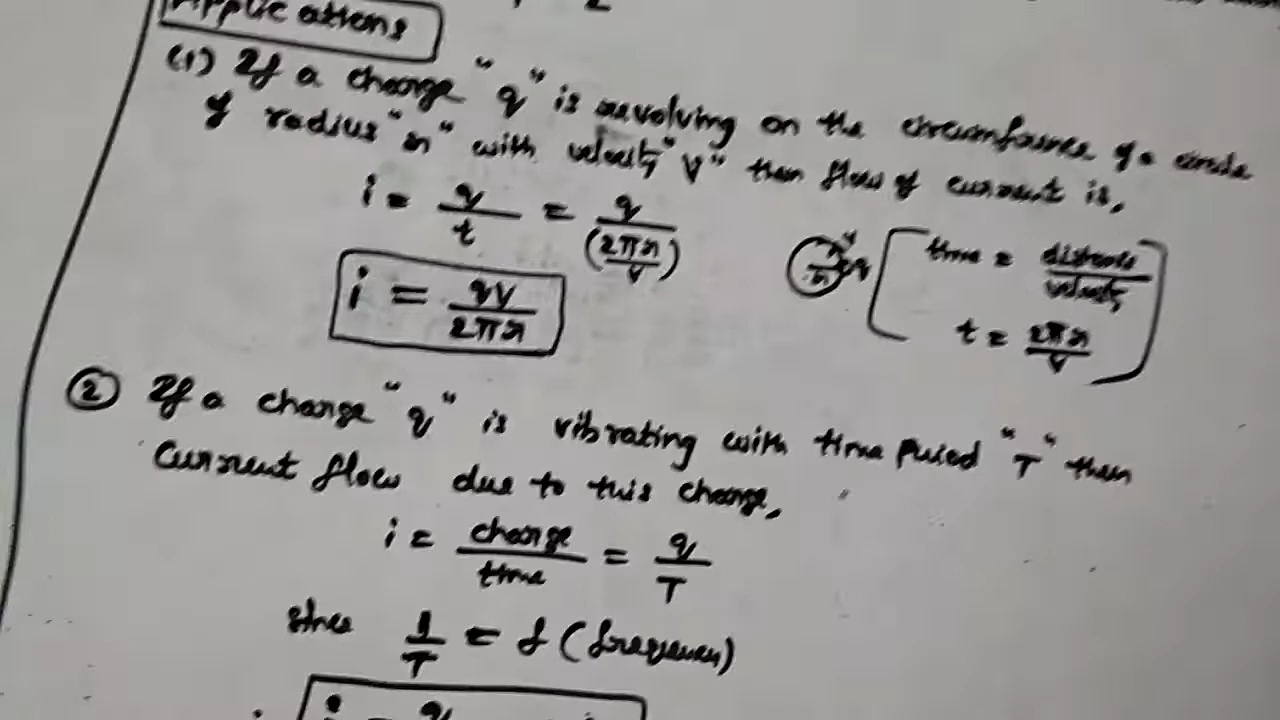 Applications
(1) If a charge "q" is revolving on the circumference of a circle
of radius "r" with velocity "V" then flow of current is,
i = q/t = q/(2πr/V)
i = qV/2πr
time = distance/velocity
t = 2πr/V
② If a charge "q" is vibrating with time period "T" then
current flow due to this charge,
i = charge/time = q/T
since 1/T = f (frequency)